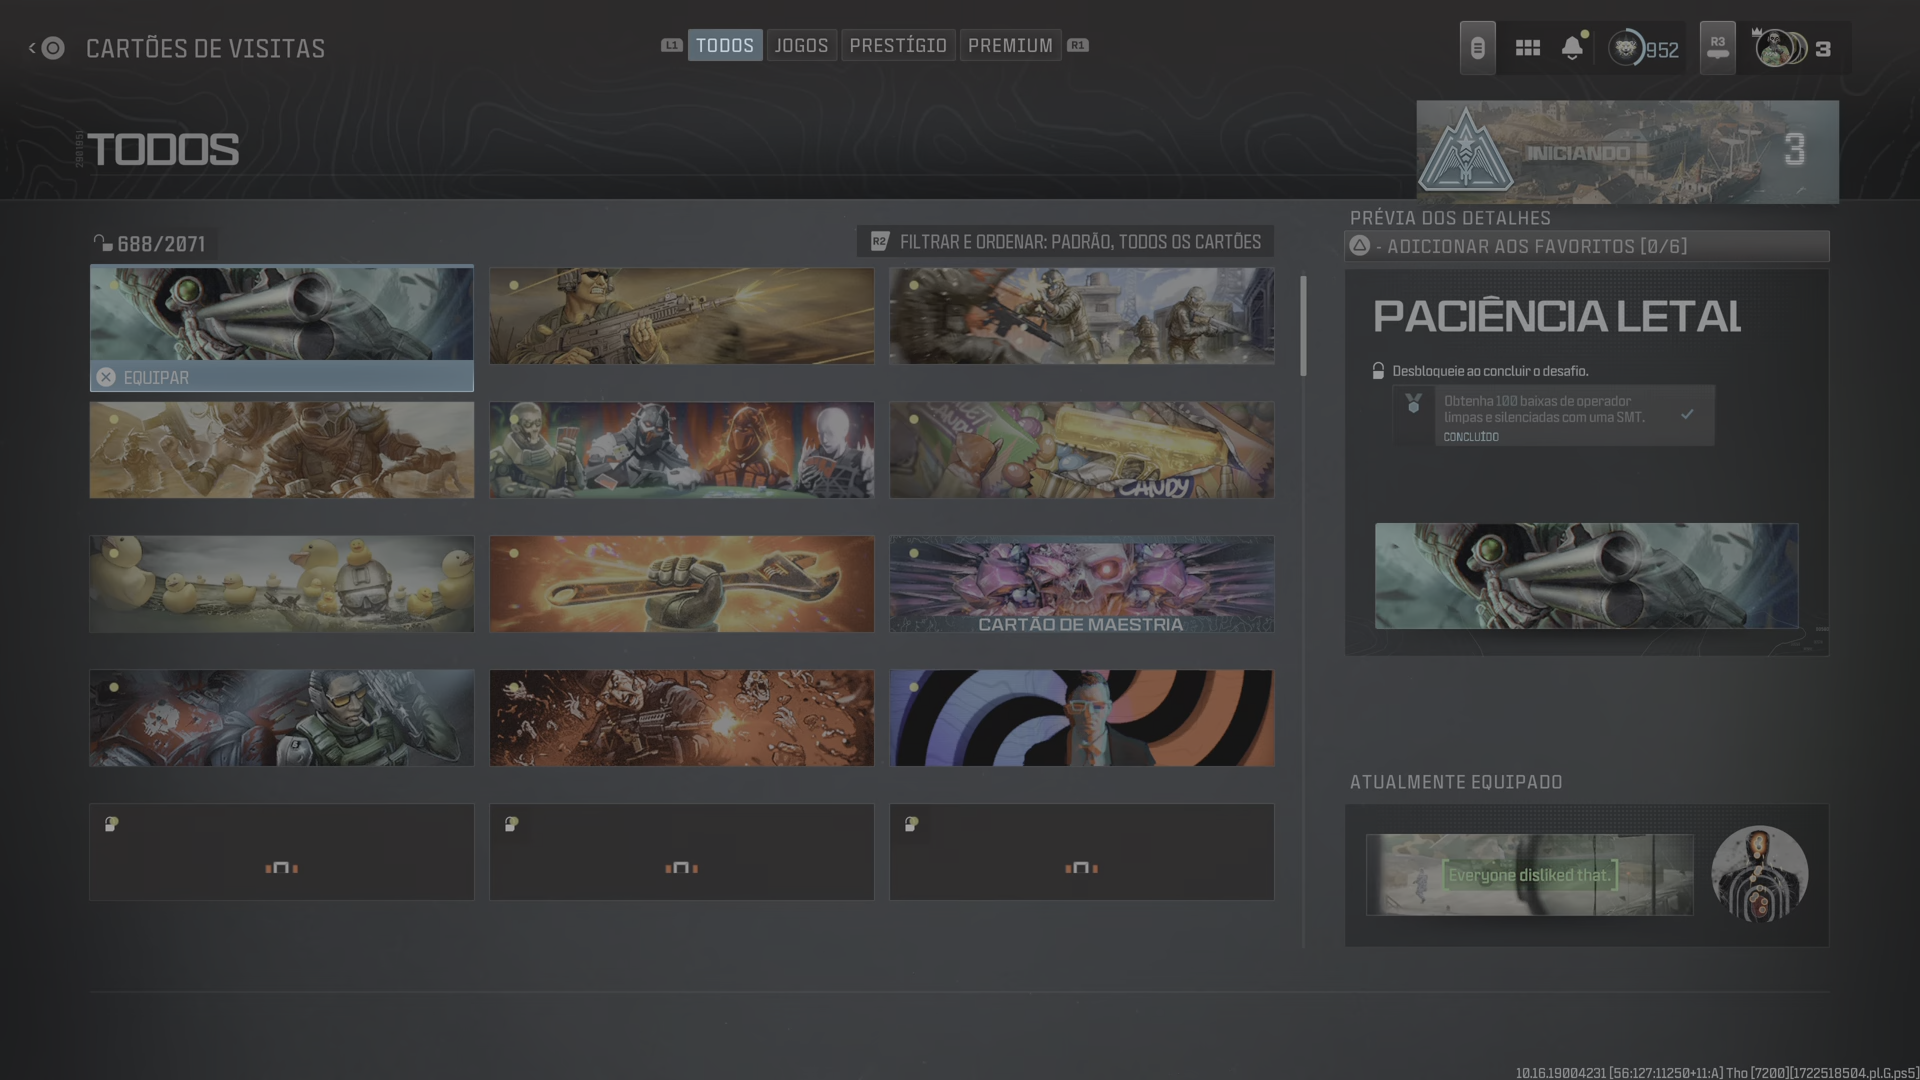 CARTÕES DE VISITAS
L1 TODOS JOGOS PRESTÍGIO PREMIUM R1
952
R3
3
TODOS
INICIANDO
3
688/2071
R2 FILTRAR E ORDENAR: PADRÃO, TODOS OS CARTÕES
EQUIPAR
CANDY
CANDY
CARTÃO DE MAESTRIA
PRÉVIA DOS DETALHES
- ADICIONAR AOS FAVORITOS [0/6]
PACIÊNCIA LETAL
Desbloqueie ao concluir o desafio.
Obtenha 100 baixas de operador
limpas e silenciadas com uma SMT.
CONCLUÍDO
ATUALMENTE EQUIPADO
Everyone disliked that.
10.16.19004231 [56:127:11250+11:A] Tho [7200][1722518504.pl.G.ps5]